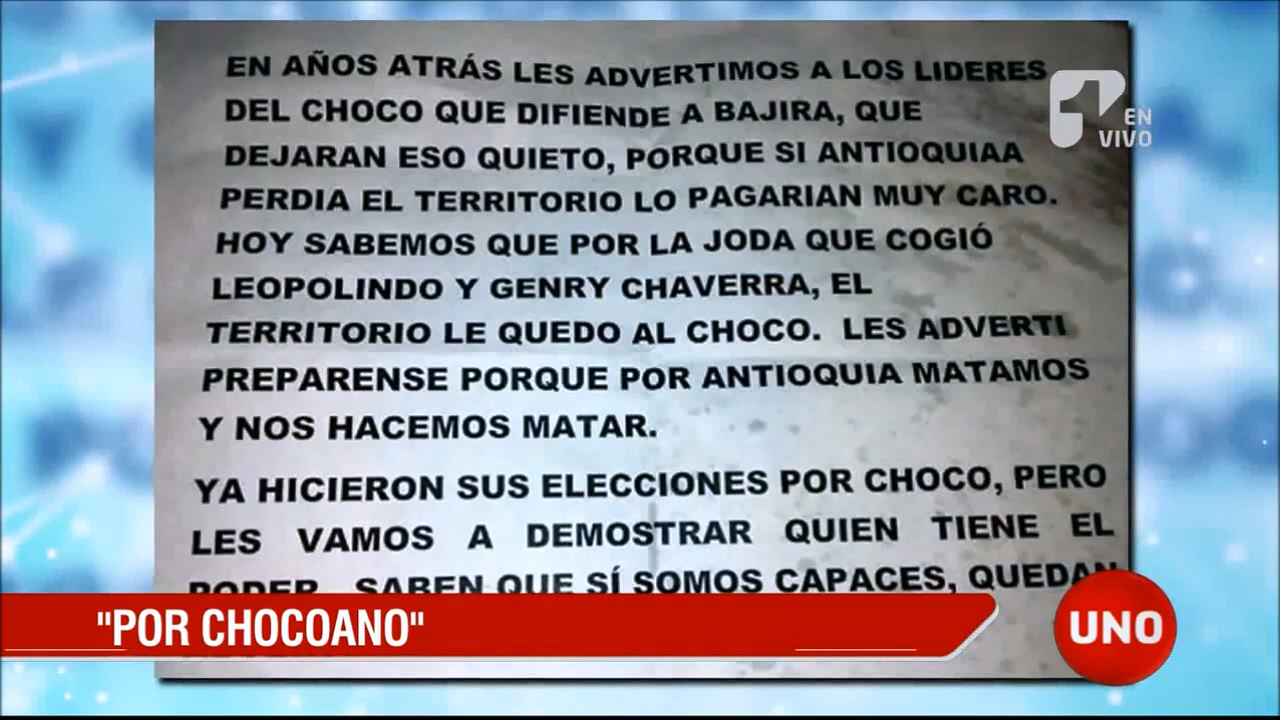 EN AÑOS ATRÁS LES ADVERTIMOS A LOS LIDERES
DEL CHOCO QUE DIFIENDE A BAJIRA, QUE
DEJARAN ESO QUIETO, PORQUE SI ANTIOQUIAA
PERDIA EL TERRITORIO LO PAGARIAN MUY CARO.
HOY SABEMOS QUE POR LA JODA QUE COGIÓ
LEOPOLINDO Y GENRY CHAVERRA, EL
TERRITORIO LE QUEDO AL CHOCO. LES ADVERTI
PREPARENSE PORQUE POR ANTIOQUIA MATAMOS
Y NOS HACEMOS MATAR.
YA HICIERON SUS ELECCIONES POR CHOCO, PERO
LES VAMOS A DEMOSTRAR QUIEN TIENE EL
PODER. SABEN QUE SÍ SOMOS CAPACES, QUEDAN
1 EN
VIVO
"POR CHOCOANO"
UNO